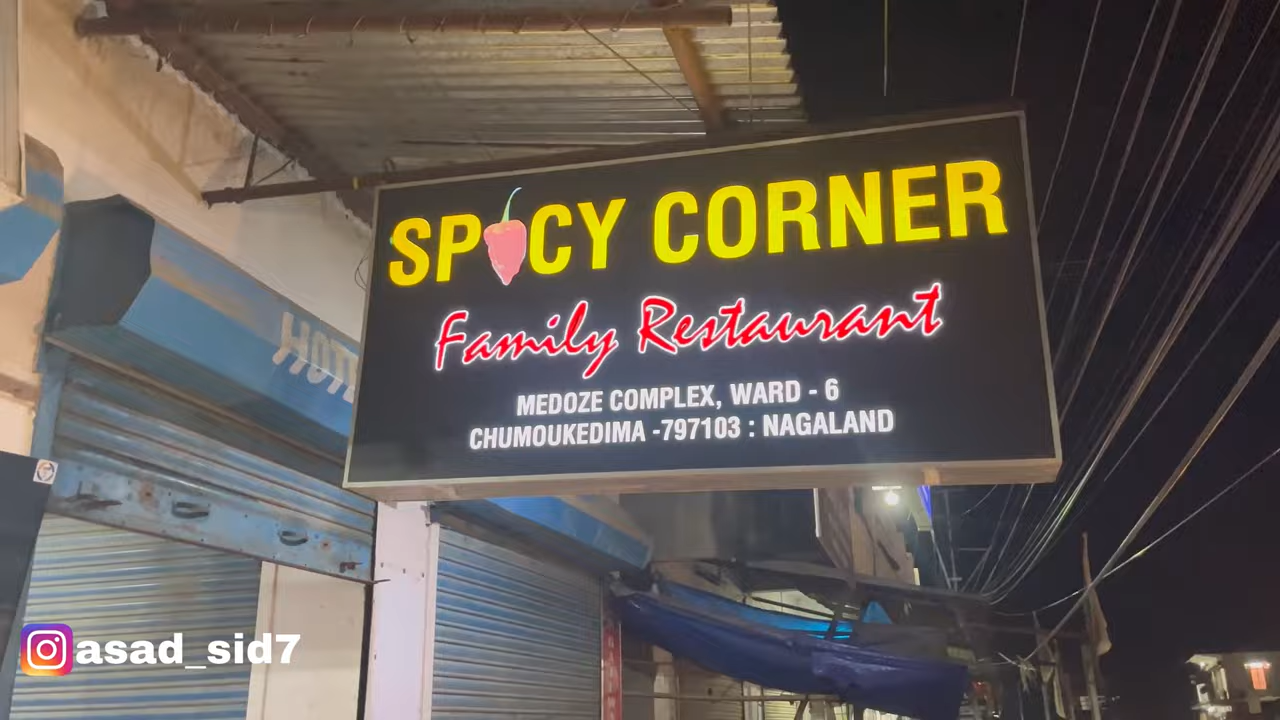 SPICY CORNER
Family Restaurant
MEDOZE COMPLEX, WARD - 6
CHUMOUKEDIMA -797103 : NAGALAND
asad_sid7